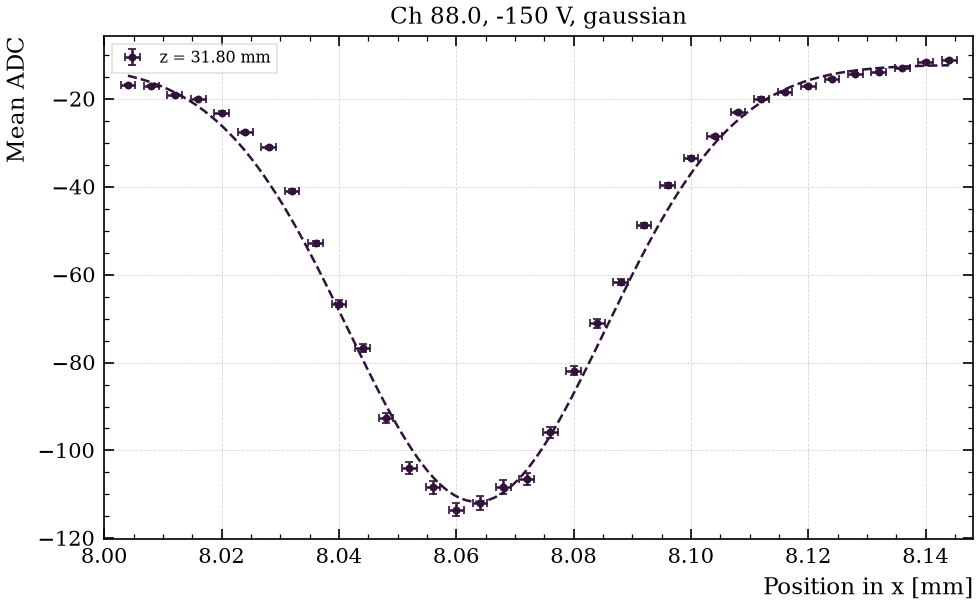 Ch 88.0, -150 V, gaussian
Mean ADC
z = 31.80 mm
−20
−40
−60
−80
−100
−120
8.00 8.02 8.04 8.06 8.08 8.10 8.12 8.14
Position in x [mm]